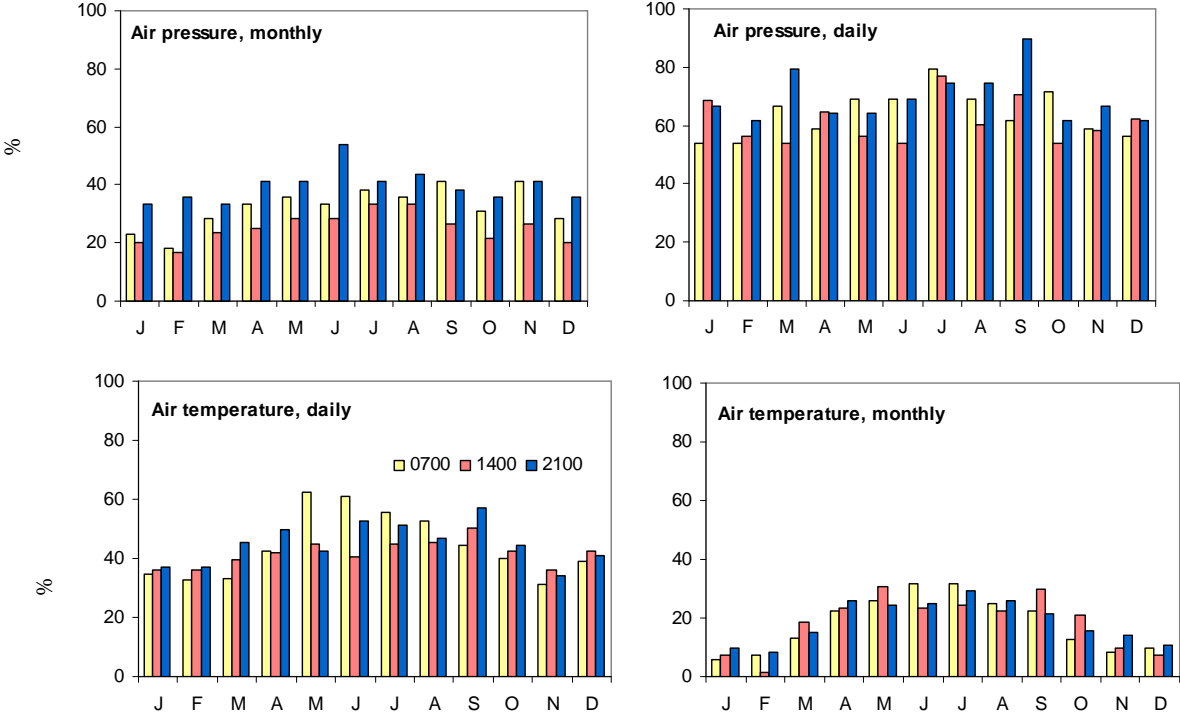 100
Air pressure, monthly
80
60
%
40
20
0
J F M A M J J A S O N D
100
Air pressure, daily
80
60
40
20
0
J F M A M J J A S O N D
100
Air temperature, daily
80
0700 1400 2100
60
40
%
20
0
J F M A M J J A S O N D
100
Air temperature, monthly
80
60
40
20
0
J F M A M J J A S O N D